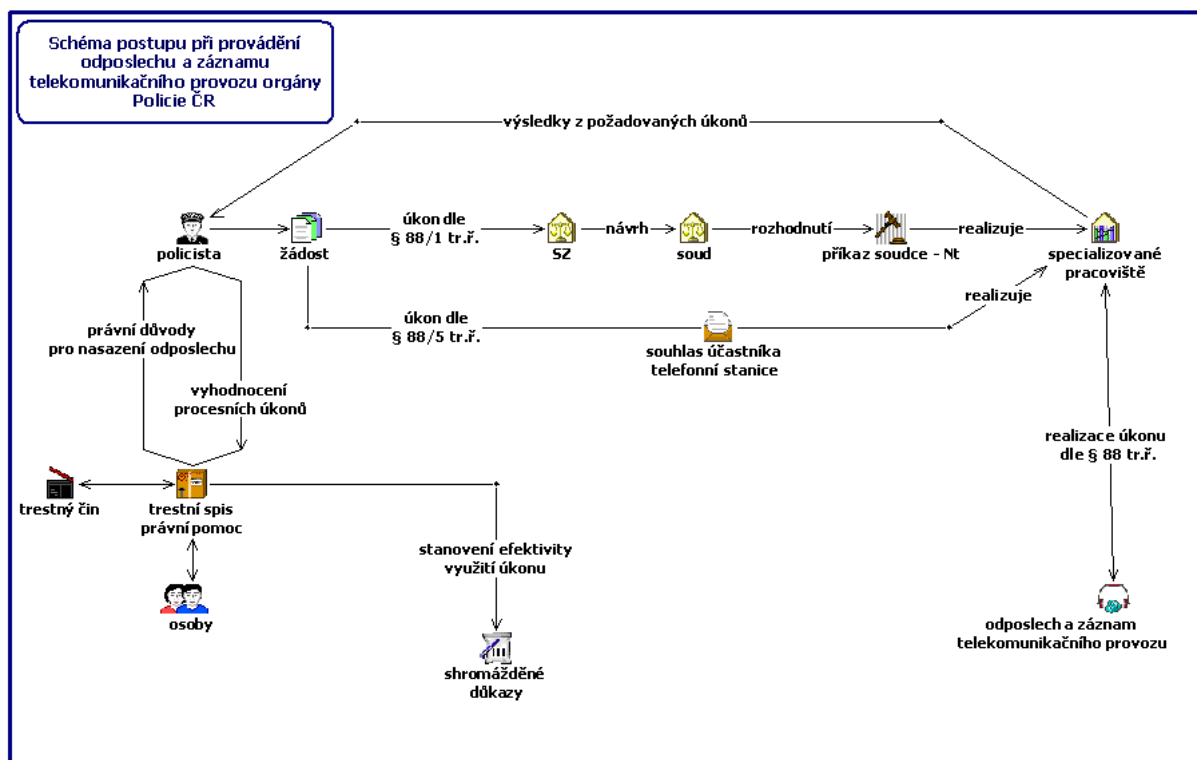 Schéma postupu při provádění
odposlechu a záznamu
telekomunikačního provozu orgány
Policie ČR
výsledky z požadovaných úkonů
policista
žádost
úkon dle
§ 88/1 tr.ř.
SZ
návrh
soud
rozhodnutí
příkaz soudce - Nt
realizuje
specializované
pracoviště
realizuje
úkon dle
§ 88/5 tr.ř.
souhlas účastníka
telefonní stanice
právní důvody
pro nasazení odposlechu
vyhodnocení
procesních úkonů
realizace úkonu
dle § 88 tr.ř.
trestný čin
trestní spis
právní pomoc
stanovení efektivity
využití úkonu
osoby
odposlech a záznam
telekomunikačního provozu
shromážděné
důkazy